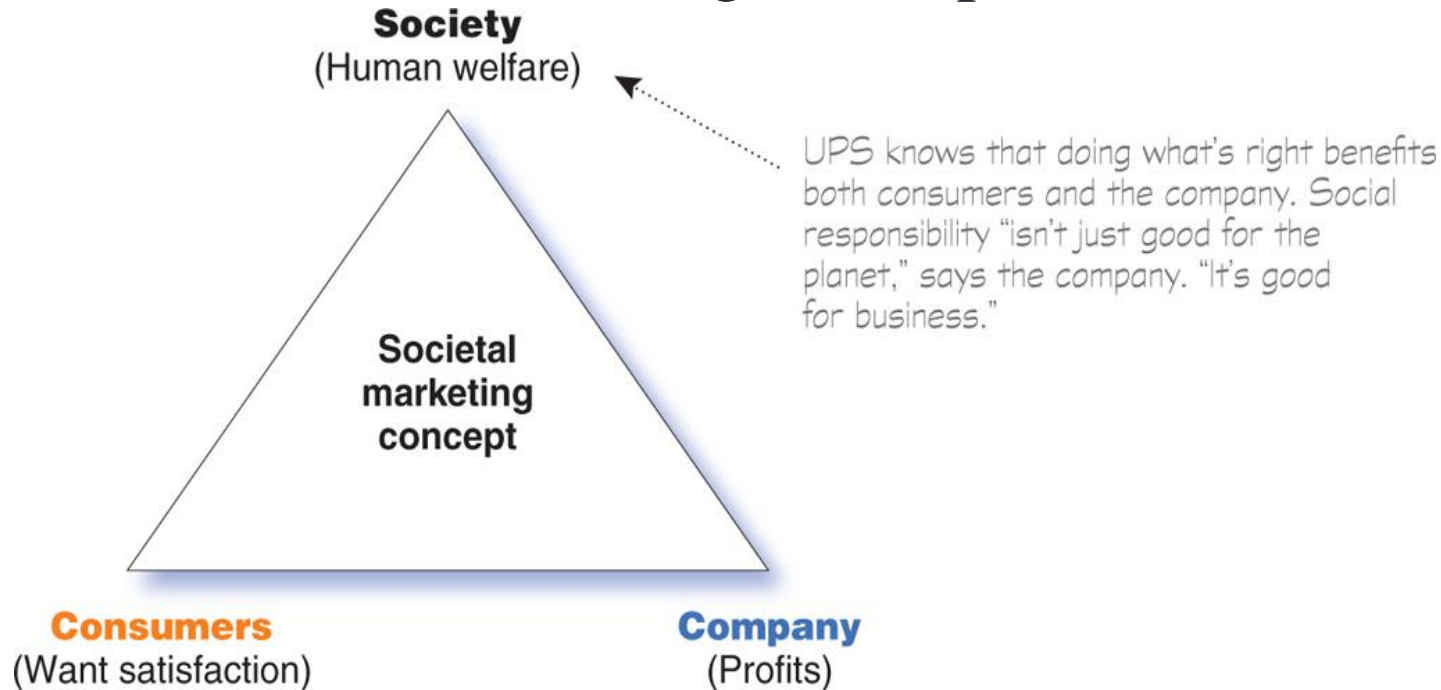 Society
(Human welfare)
UPS knows that doing what's right benefits
both consumers and the company. Social
responsibility “isn't just good for the
planet,” says the company. “It's good
for business.”
Societal
marketing
concept
Consumers
(Want satisfaction)
Company
(Profits)